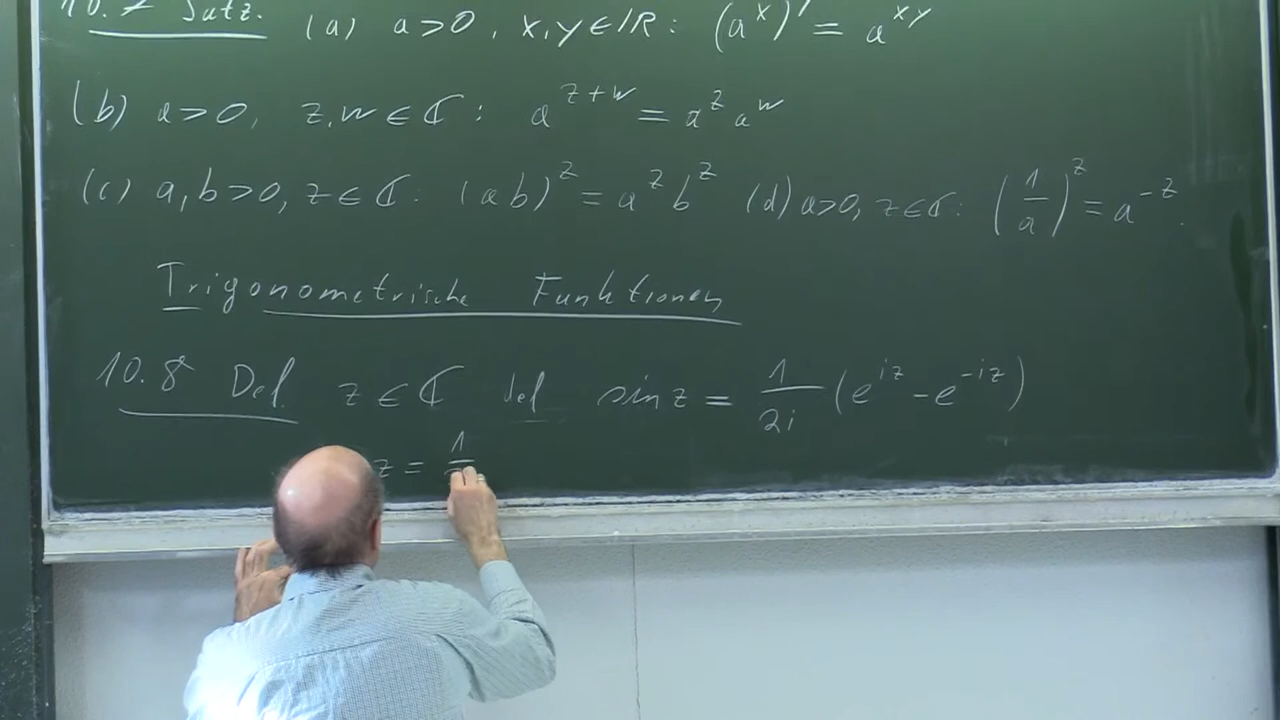 10.7 Satz. (a) a>0, x,y∈ℝ: (a^x)^y = a^{xy}
(b) a>0, z,w∈ℂ: a^{z+w} = a^z a^w
(c) a,b>0, z∈ℂ: (ab)^z = a^z b^z (d) a>0, z∈ℂ: (1/a)^z = a^{-z}.
Trigonometrische Funktionen
10.8 Def. z∈ℂ def sin z = 1/2i (e^{iz} - e^{-iz})
z = 1